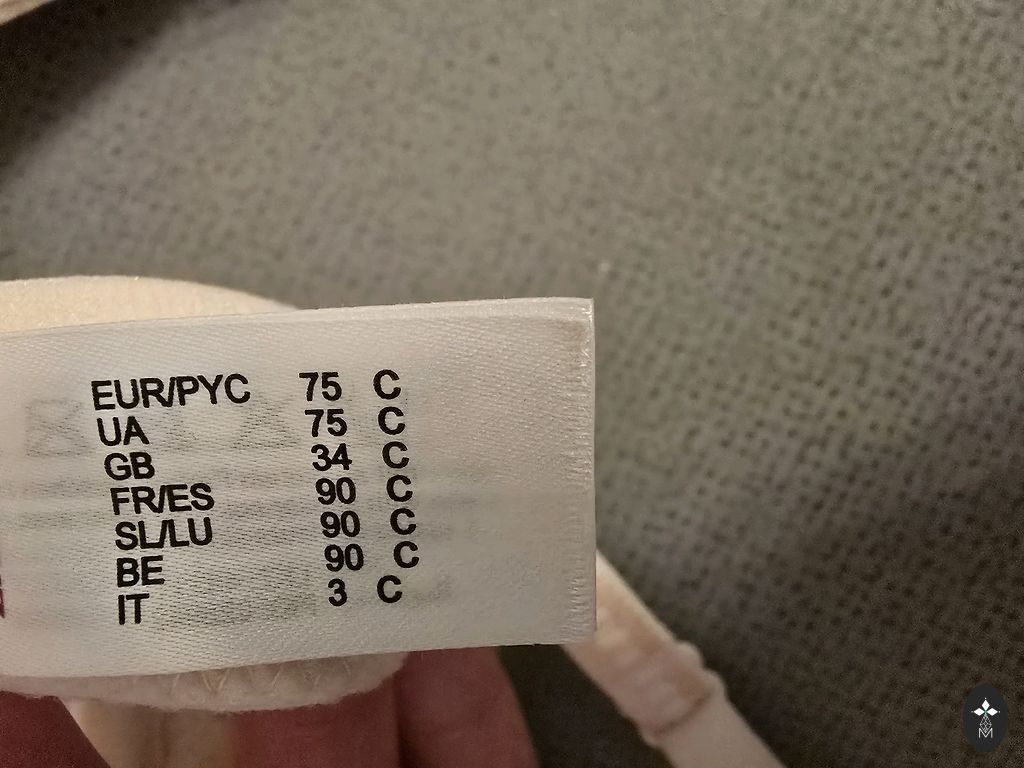 EUR/PYC 75 C
UA 75 C
GB 34 C
FR/ES 90 C
SL/LU 90 C
BE 90 C
IT 3 C
M